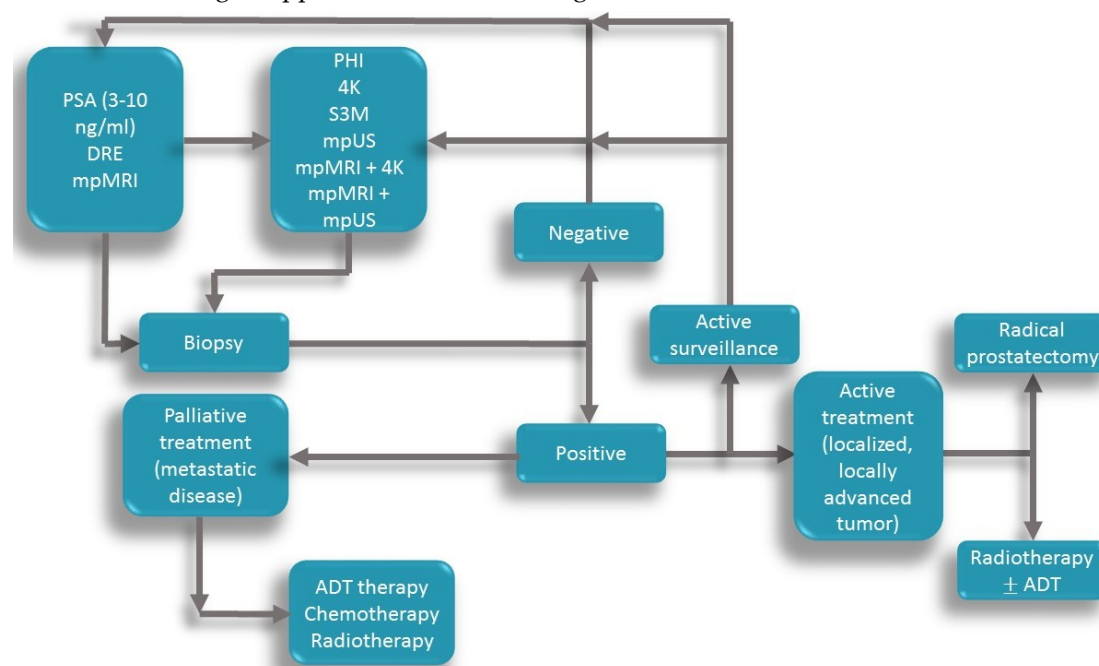 PSA (3-10
ng/ml)
DRE
mpMRI
PHI
4K
S3M
mpUS
mpMRI + 4K
mpMRI +
mpUS
Negative
Biopsy
Active
surveillance
Radical
prostatectomy
Palliative
treatment
(metastatic
disease)
Positive
Active
treatment
(localized,
locally
advanced
tumor)
Radiotherapy
± ADT
ADT therapy
Chemotherapy
Radiotherapy